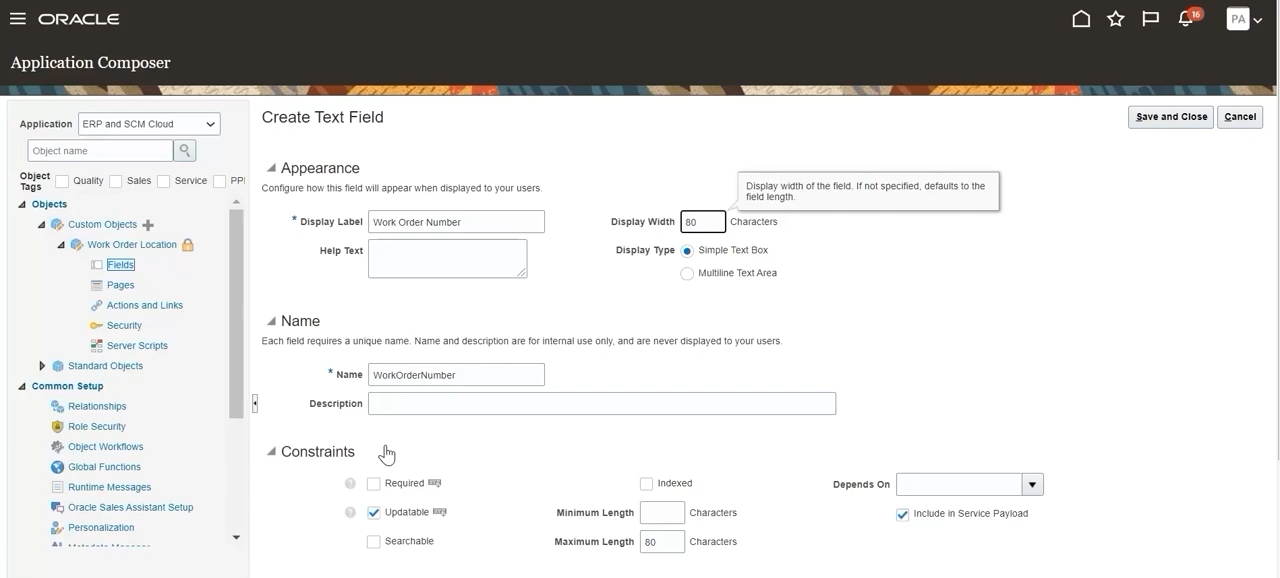 ORACLE
16
PA
Application Composer
Application ERP and SCM Cloud
Object name
Object Tags Quality Sales Service PPI
Objects
Custom Objects
Work Order Location
Fields
Pages
Actions and Links
Security
Server Scripts
Standard Objects
Common Setup
Relationships
Role Security
Object Workflows
Global Functions
Runtime Messages
Oracle Sales Assistant Setup
Personalization
Metadata Manager
Create Text Field
Save and Close Cancel
Appearance
Configure how this field will appear when displayed to your users.
Display width of the field. If not specified, defaults to the
field length.
* Display Label Work Order Number
Display Width 80 Characters
Help Text
Display Type Simple Text Box
Multiline Text Area
Name
Each field requires a unique name. Name and description are for internal use only, and are never displayed to your users.
* Name WorkOrderNumber
Description
Constraints
Required
Indexed
Depends On
Updatable
Minimum Length Characters
Include in Service Payload
Searchable
Maximum Length 80 Characters